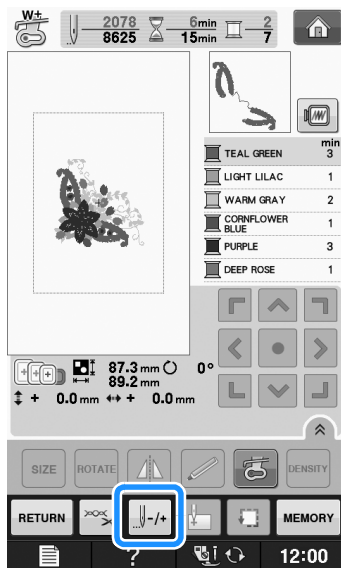 W+
2078 6min 2
8625 15min 7
min
TEAL GREEN 3
LIGHT LILAC 1
WARM GRAY 2
CORNFLOWER
BLUE 1
PURPLE 3
DEEP ROSE 1
87.3 mm 0°
89.2 mm
+ 0.0 mm + 0.0 mm
SIZE ROTATE DENSITY
RETURN -/+ MEMORY
? 12:00